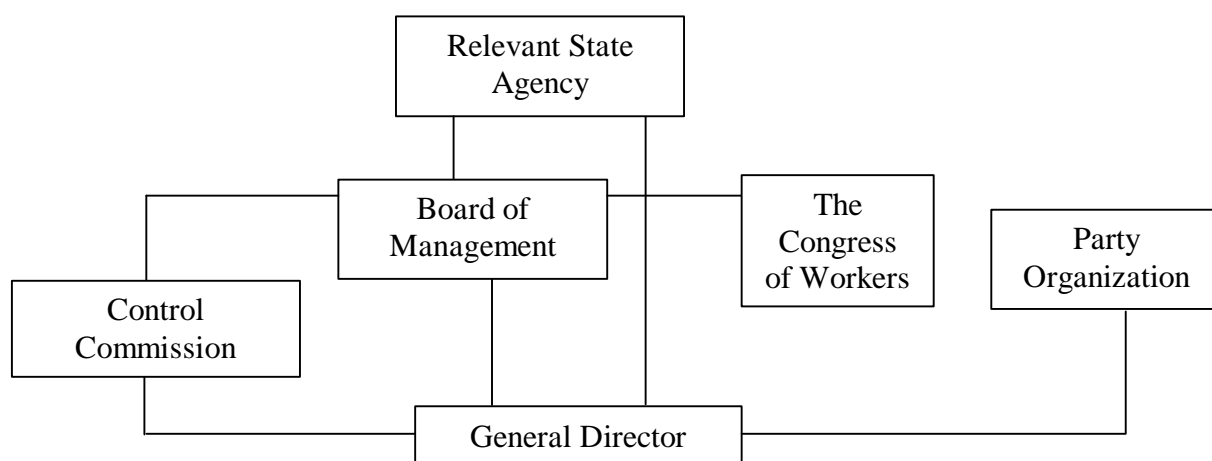 Relevant State
Agency
Board of
Management
The
Congress
of Workers
Party
Organization
Control
Commission
General Director